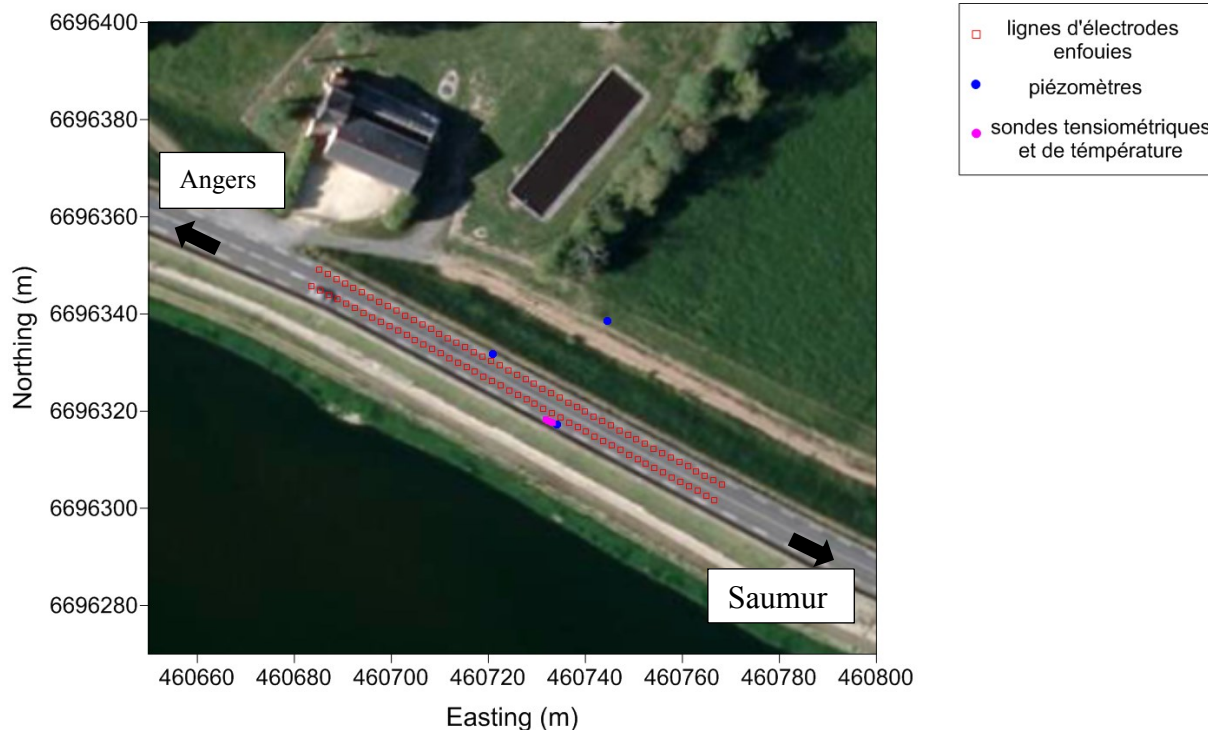 6696400
6696380
6696360
6696340
6696320
6696300
6696280
Northing (m)
460660 460680 460700 460720 460740 460760 460780 460800
Easting (m)
Angers
Saumur
lignes d'électrodes
enfouies
piézomètres
sondes tensiométriques
et de témpérature